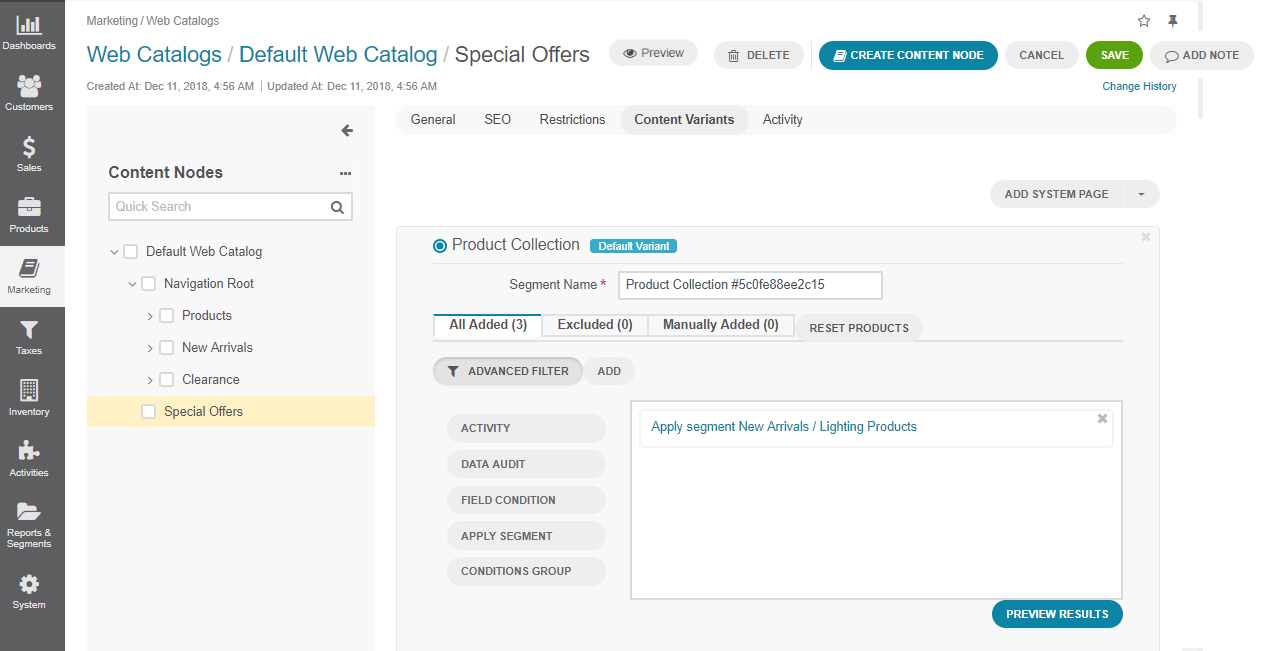 Dashboards
Customers
Sales
Products
Marketing
Taxes
Inventory
Activities
Reports &
Segments
System
Marketing / Web Catalogs
Web Catalogs / Default Web Catalog / Special Offers
Preview
DELETE
CREATE CONTENT NODE
CANCEL
SAVE
ADD NOTE
Created At: Dec 11, 2018, 4:56 AM
Updated At: Dec 11, 2018, 4:56 AM
Change History
Content Nodes
...
Quick Search
Default Web Catalog
Navigation Root
Products
New Arrivals
Clearance
Special Offers
General
SEO
Restrictions
Content Variants
Activity
ADD SYSTEM PAGE
Product Collection
Default Variant
Segment Name *
Product Collection #5c0fe88ee2c15
All Added (3)
Excluded (0)
Manually Added (0)
RESET PRODUCTS
ADVANCED FILTER
ADD
ACTIVITY
DATA AUDIT
FIELD CONDITION
APPLY SEGMENT
CONDITIONS GROUP
Apply segment New Arrivals / Lighting Products
PREVIEW RESULTS